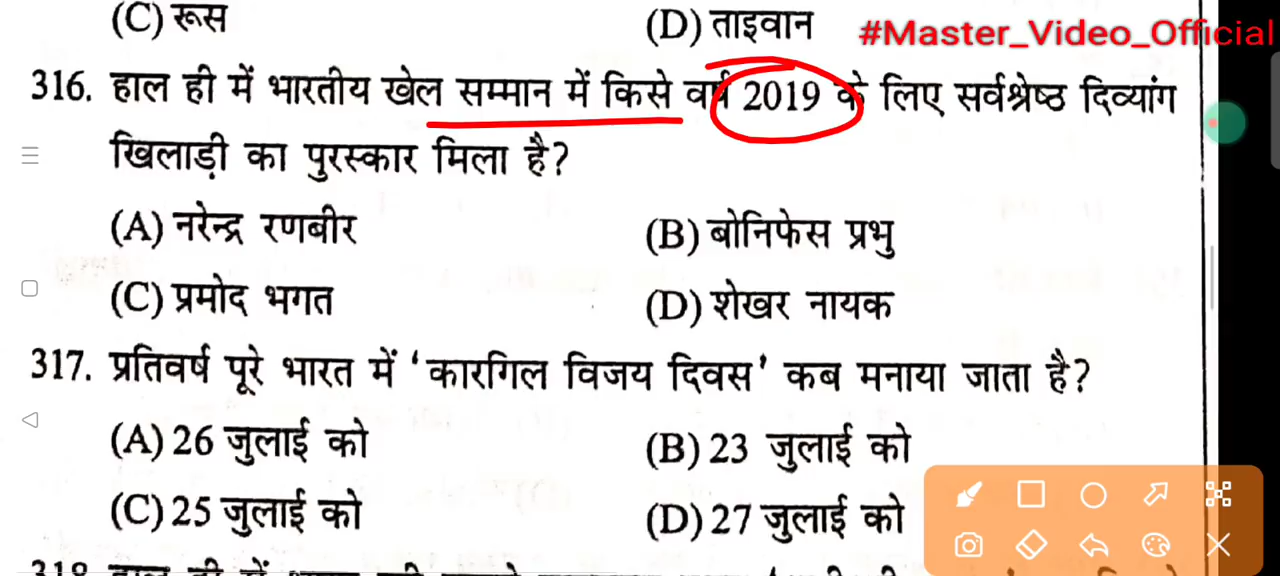 (C) रूस (D) ताइवान
#Master_Video_Official
316. हाल ही में भारतीय खेल सम्मान में किसे वर्ष 2019 के लिए सर्वश्रेष्ठ दिव्यांग
खिलाड़ी का पुरस्कार मिला है?
(A) नरेन्द्र रणबीर (B) बोनिफेस प्रभु
(C) प्रमोद भगत (D) शेखर नायक
317. प्रतिवर्ष पूरे भारत में ‘कारगिल विजय दिवस’ कब मनाया जाता है?
(A) 26 जुलाई को (B) 23 जुलाई को
(C) 25 जुलाई को (D) 27 जुलाई को
318. हाल ही में